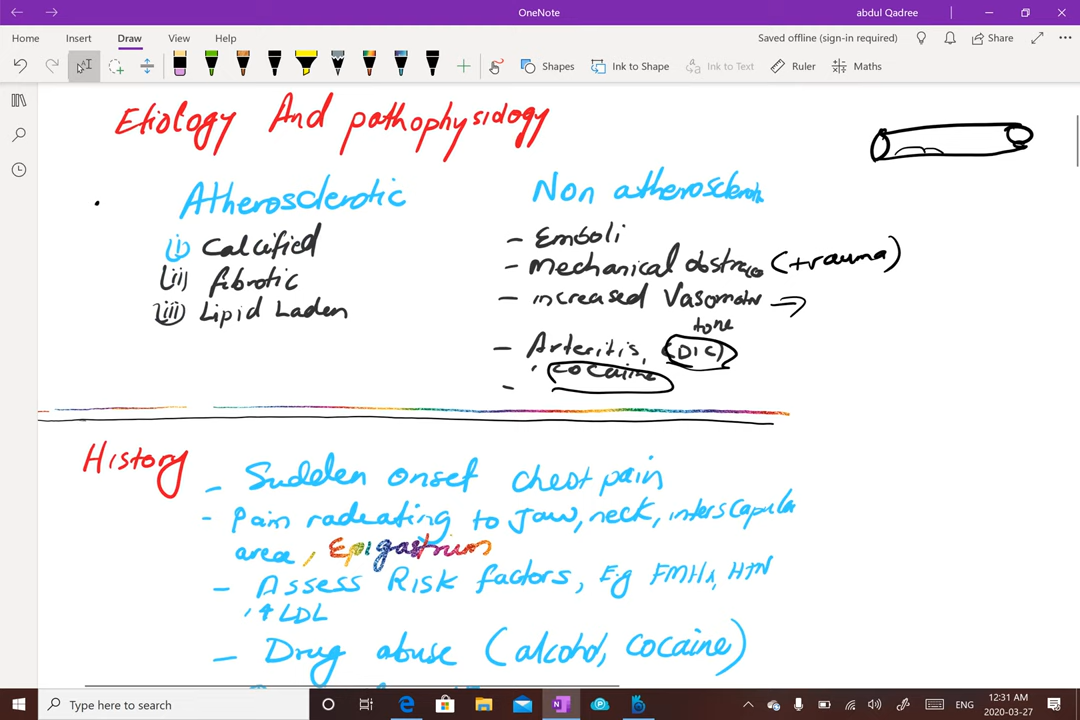 OneNote
abdul Qadree
Home Insert Draw View Help
Saved offline (sign-in required) Share
Shapes Ink to Shape Ink to Text Ruler Maths
Etiology And pathophysiology
Atherosclerotic
(i) Calcified
(ii) fibrotic
(iii) Lipid Laden
Non atherosclerotic
- Emboli
- Mechanical (trauma)
- increased Vasomotor →
tone
- Arteritis, (DIC)
, cocaine
-
History
- Sudden onset chest pain
- Pain radeating to Jaw, neck, interscapular
area, Epigastrium
- Assess Risk factors, E.g FMHx, HTN
, ↑ LDL
- Drug abuse (alcohol, cocaine)
Type here to search
ENG
12:31 AM
2020-03-27